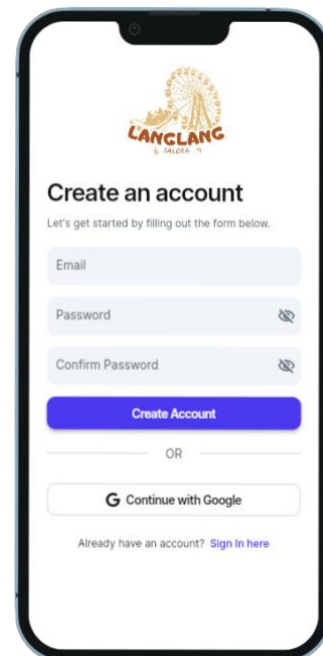 LANGLANG
SALOKA
Create an account
Let's get started by filling out the form below.
Email
Password
Confirm Password
Create Account
OR
G Continue with Google
Already have an account? Sign In here